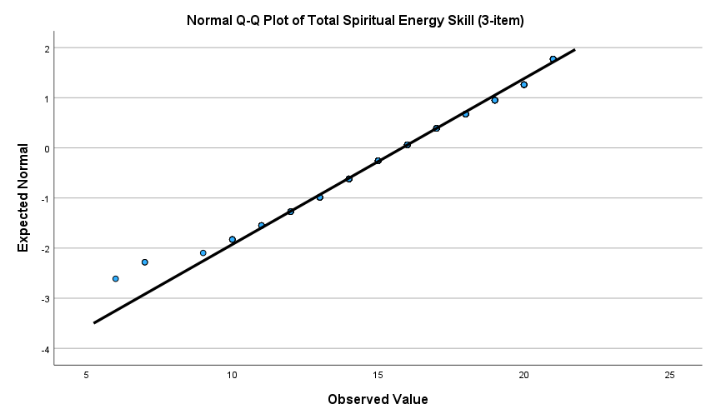 Normal Q-Q Plot of Total Spiritual Energy Skill (3-item)
2
1
0
-1
-2
-3
-4
Expected Normal
5 10 15 20 25
Observed Value